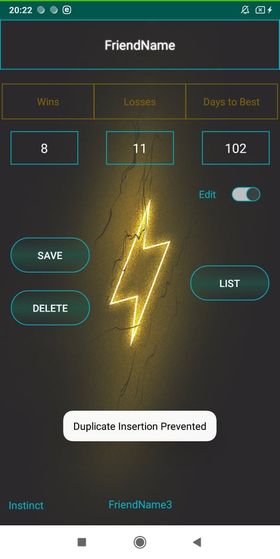 20:22
FriendName
Wins Losses Days to Best
8 11 102
Edit
SAVE
LIST
DELETE
Duplicate Insertion Prevented
Instinct FriendName3